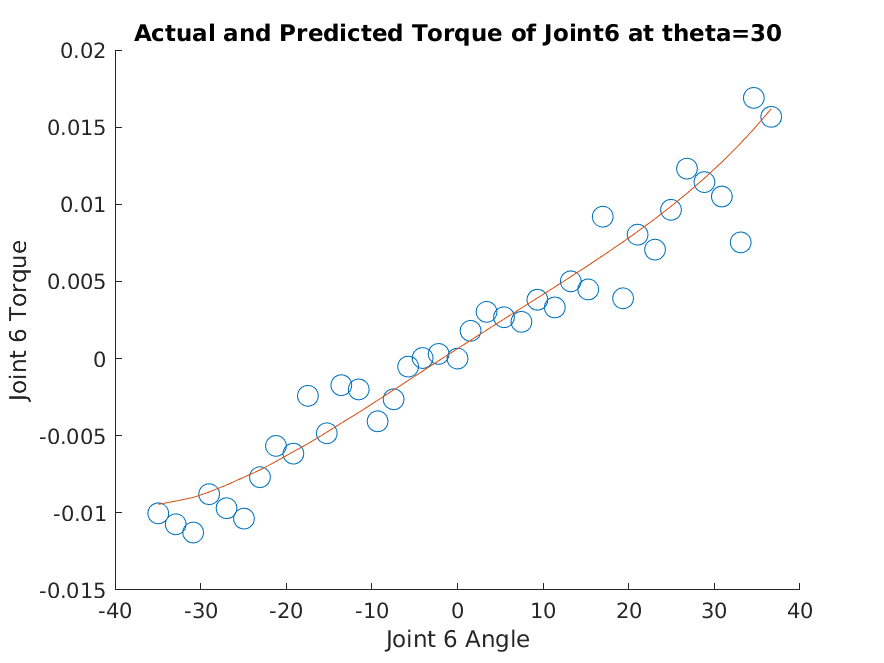 Actual and Predicted Torque of Joint6 at theta=30
0.02
0.015
0.01
0.005
0
-0.005
-0.01
-0.015
Joint 6 Torque
-40 -30 -20 -10 0 10 20 30 40
Joint 6 Angle